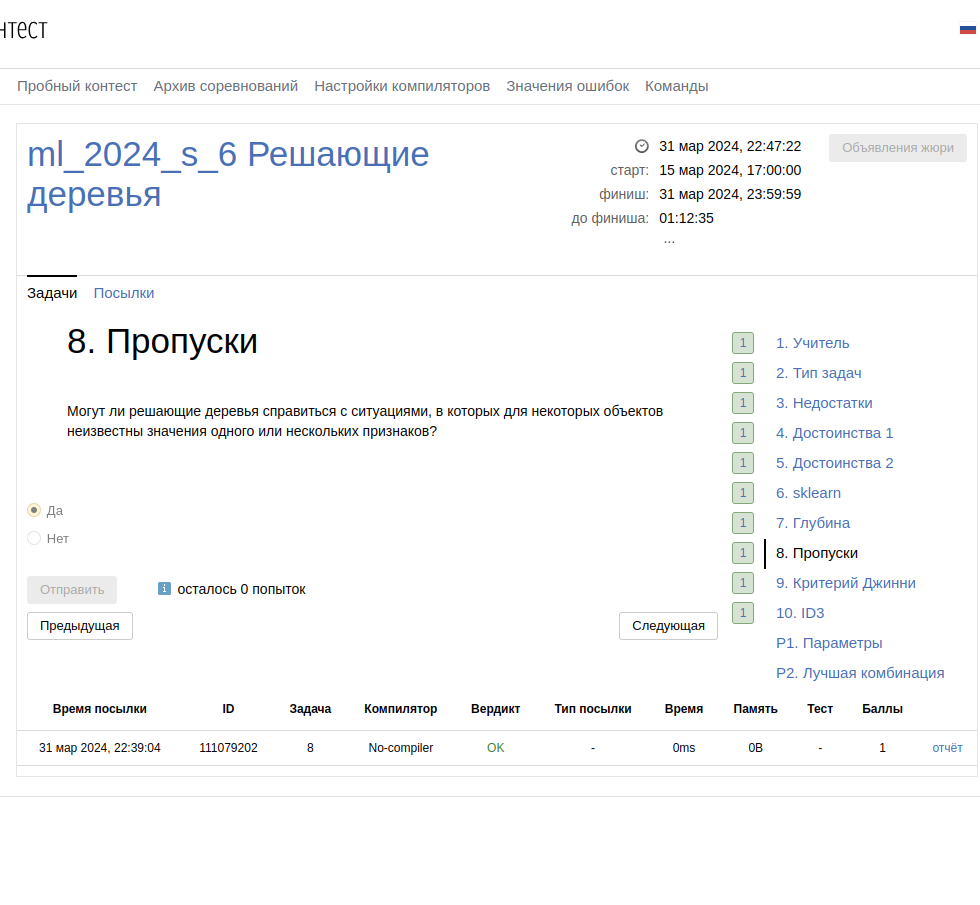 нтест
Пробный контест Архив соревнований Настройки компиляторов Значения ошибок Команды
ml_2024_s_6 Решающие
деревья
31 мар 2024, 22:47:22
старт: 15 мар 2024, 17:00:00
финиш: 31 мар 2024, 23:59:59
до финиша: 01:12:35
...
Объявления жюри
Задачи Посылки
8. Пропуски
Могут ли решающие деревья справиться с ситуациями, в которых для некоторых объектов
неизвестны значения одного или нескольких признаков?
Да
Нет
Отправить осталось 0 попыток
Предыдущая Следующая
1 1. Учитель
1 2. Тип задач
1 3. Недостатки
1 4. Достоинства 1
1 5. Достоинства 2
1 6. sklearn
1 7. Глубина
1 8. Пропуски
1 9. Критерий Джинни
1 10. ID3
P1. Параметры
P2. Лучшая комбинация
Время посылки ID Задача Компилятор Вердикт Тип посылки Время Память Тест Баллы
31 мар 2024, 22:39:04 111079202 8 No-compiler OK - 0ms 0B - 1 отчёт